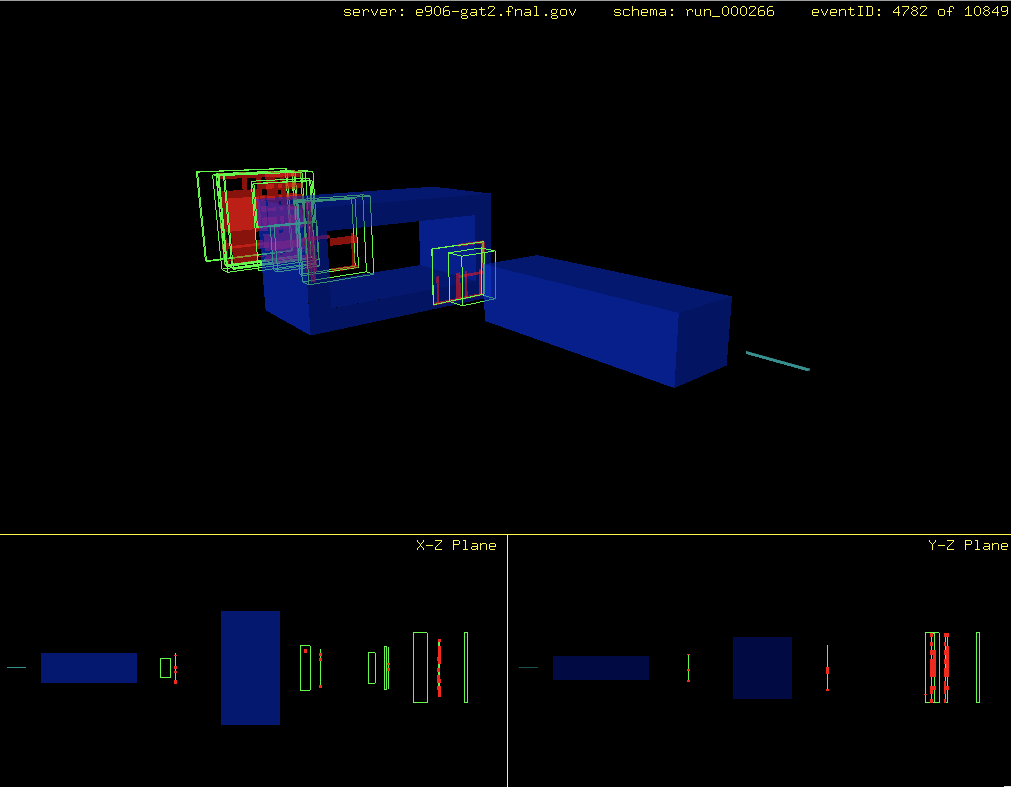 server: e906-gat2.fnal.gov schema: run_000266 eventID: 4782 of 10849
X-Z Plane
Y-Z Plane